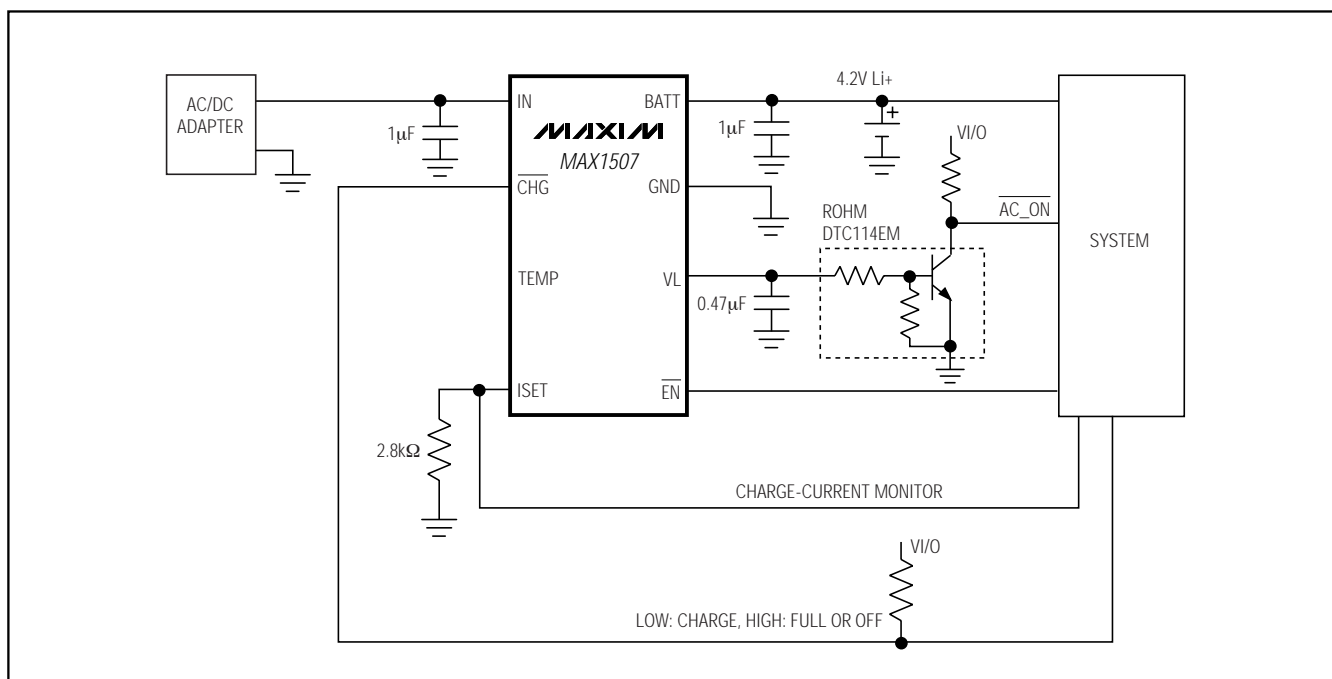 AC/DC
ADAPTER
1μF
IN
BATT
MAXIM
MAX1507
CHG
GND
TEMP
VL
ISET
EN
2.8kΩ
1μF
4.2V Li+
+
VI/O
ROHM
DTC114EM
AC_ON
0.47μF
SYSTEM
CHARGE-CURRENT MONITOR
VI/O
LOW: CHARGE, HIGH: FULL OR OFF